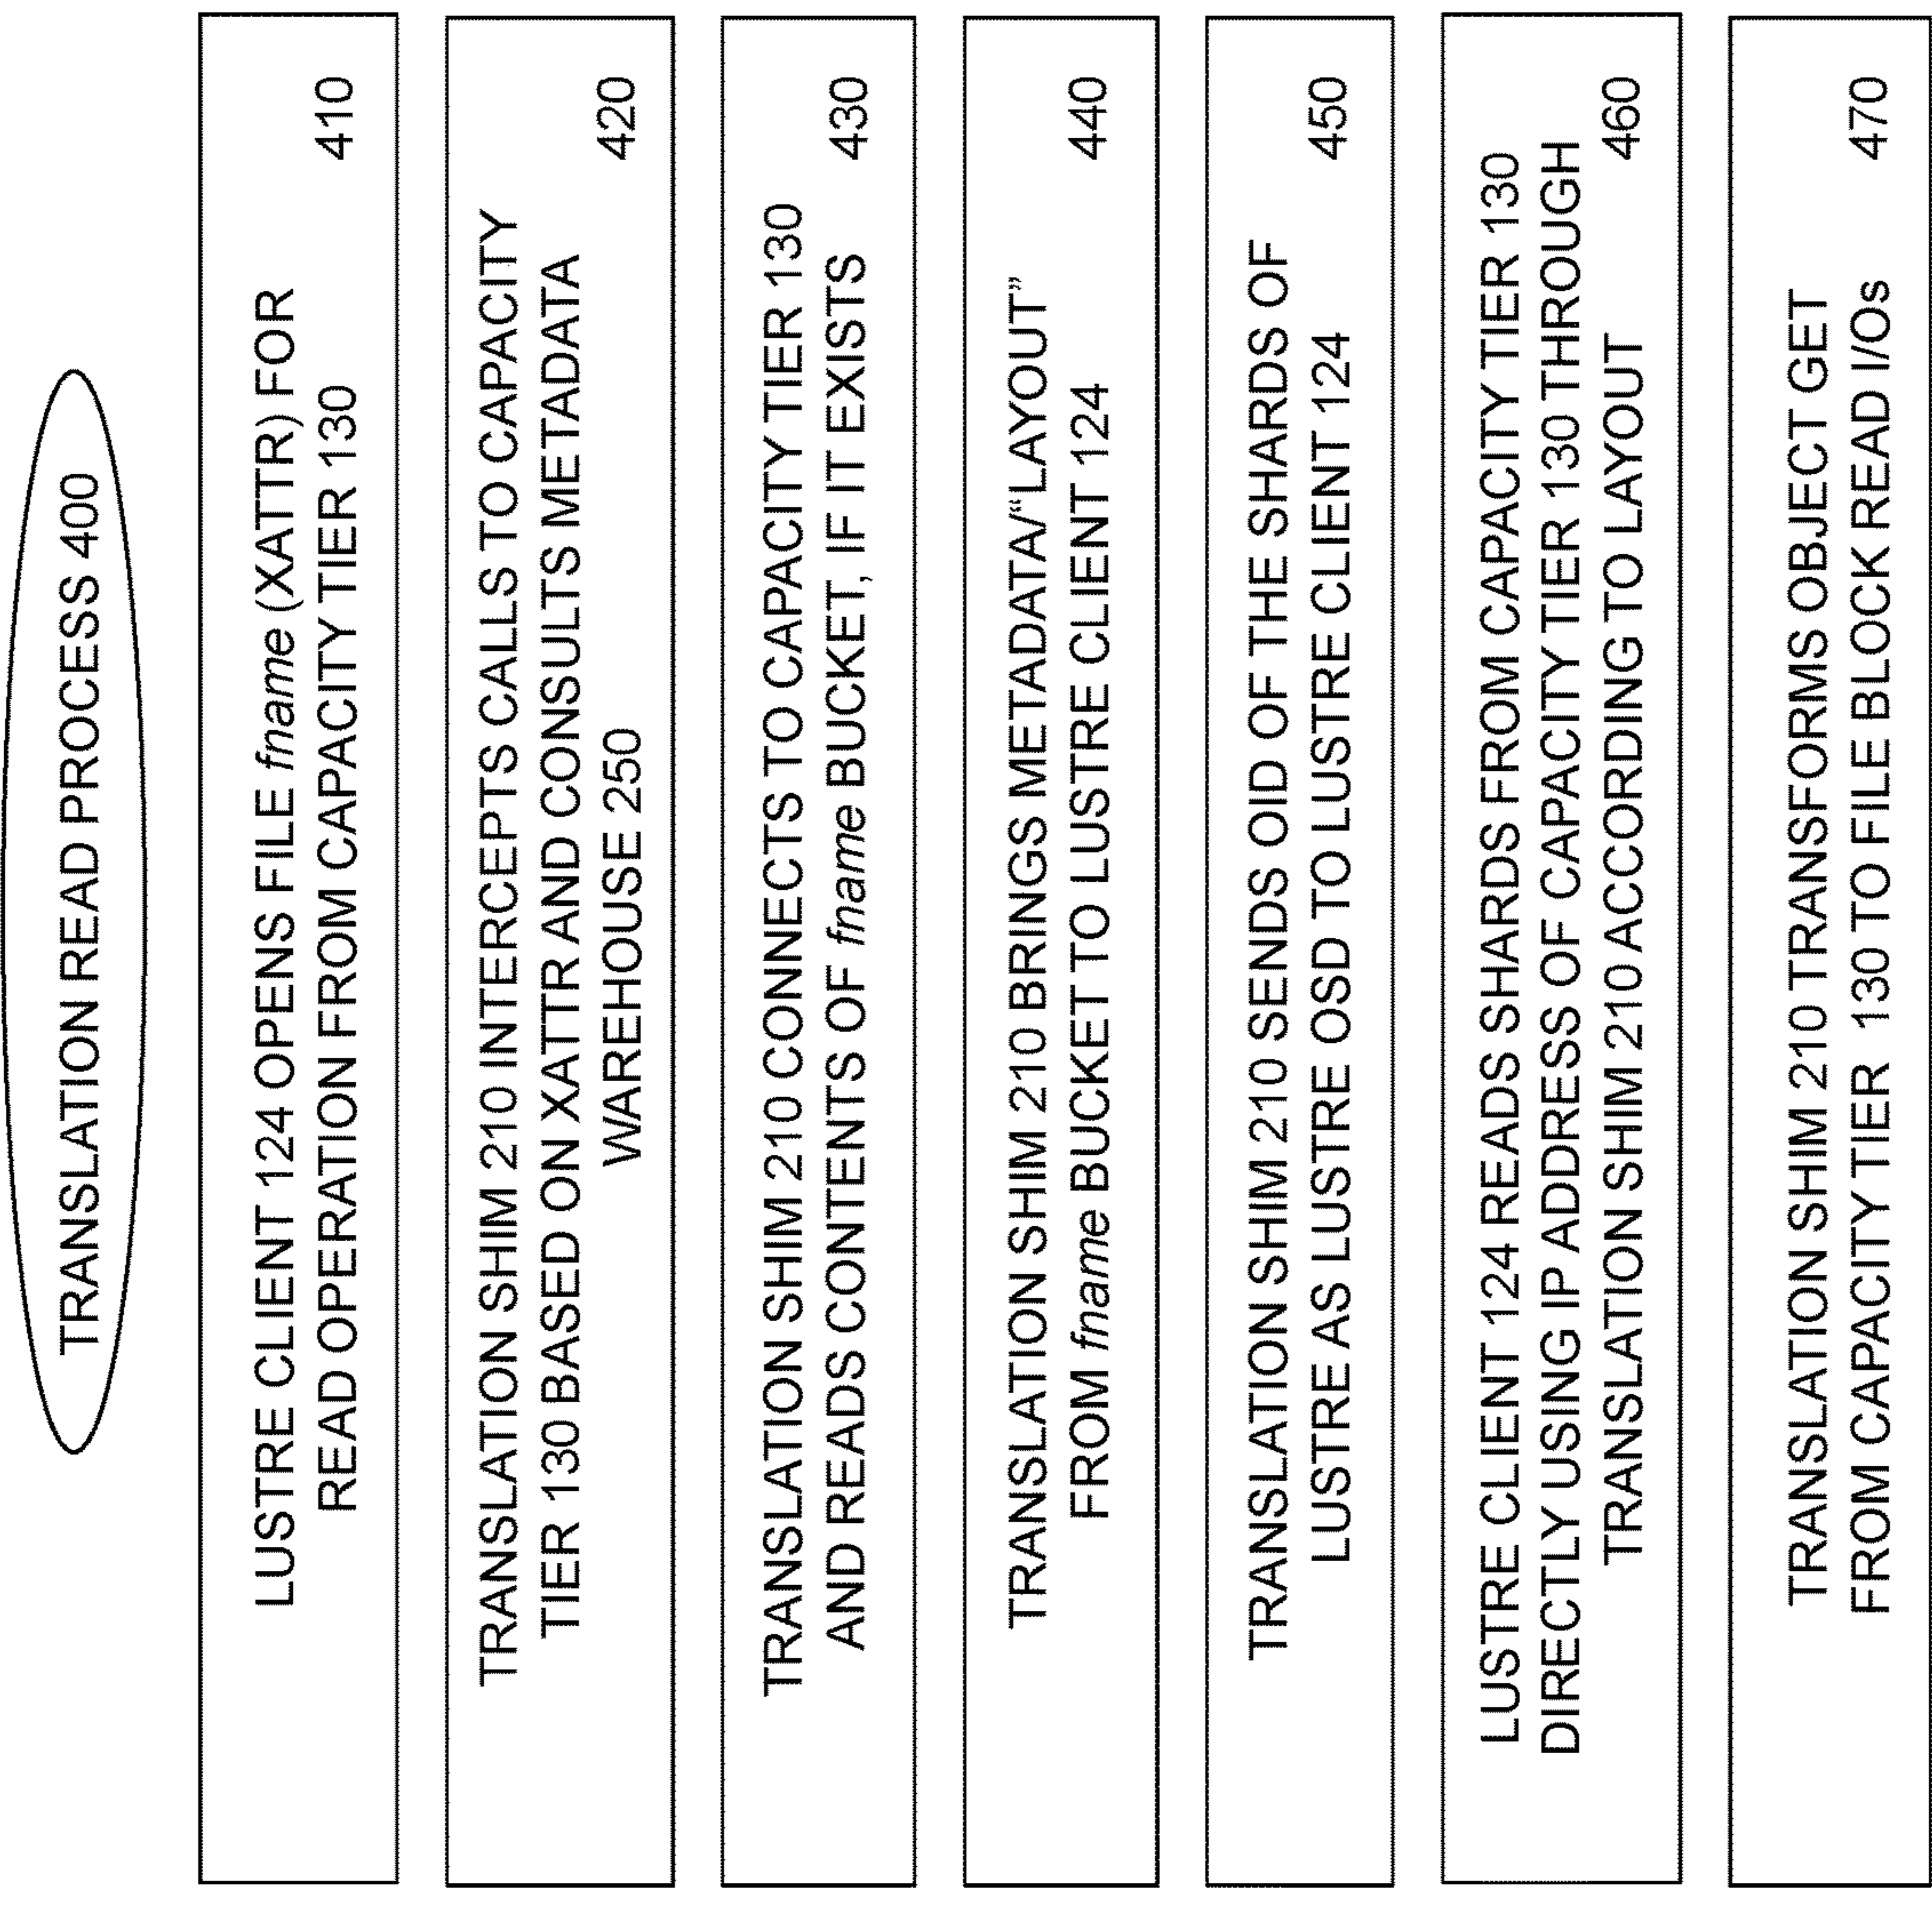 TRANSLATION READ PROCESS 400
LUSTRE CLIENT 124 OPENS FILE fname (XATTR) FOR
READ OPERATION FROM CAPACITY TIER 130
410
TRANSLATION SHIM 210 INTERCEPTS CALLS TO CAPACITY
TIER 130 BASED ON XATTR AND CONSULTS METADATA
WAREHOUSE 250
420
TRANSLATION SHIM 210 CONNECTS TO CAPACITY TIER 130
AND READS CONTENTS OF fname BUCKET, IF IT EXISTS
430
TRANSLATION SHIM 210 BRINGS METADATA/“LAYOUT”
FROM fname BUCKET TO LUSTRE CLIENT 124
440
TRANSLATION SHIM 210 SENDS OID OF THE SHARDS OF
LUSTRE AS LUSTRE OSD TO LUSTRE CLIENT 124
450
LUSTRE CLIENT 124 READS SHARDS FROM CAPACITY TIER 130
DIRECTLY USING IP ADDRESS OF CAPACITY TIER 130 THROUGH
TRANSLATION SHIM 210 ACCORDING TO LAYOUT
460
TRANSLATION SHIM 210 TRANSFORMS OBJECT GET
FROM CAPACITY TIER 130 TO FILE BLOCK READ I/Os
470